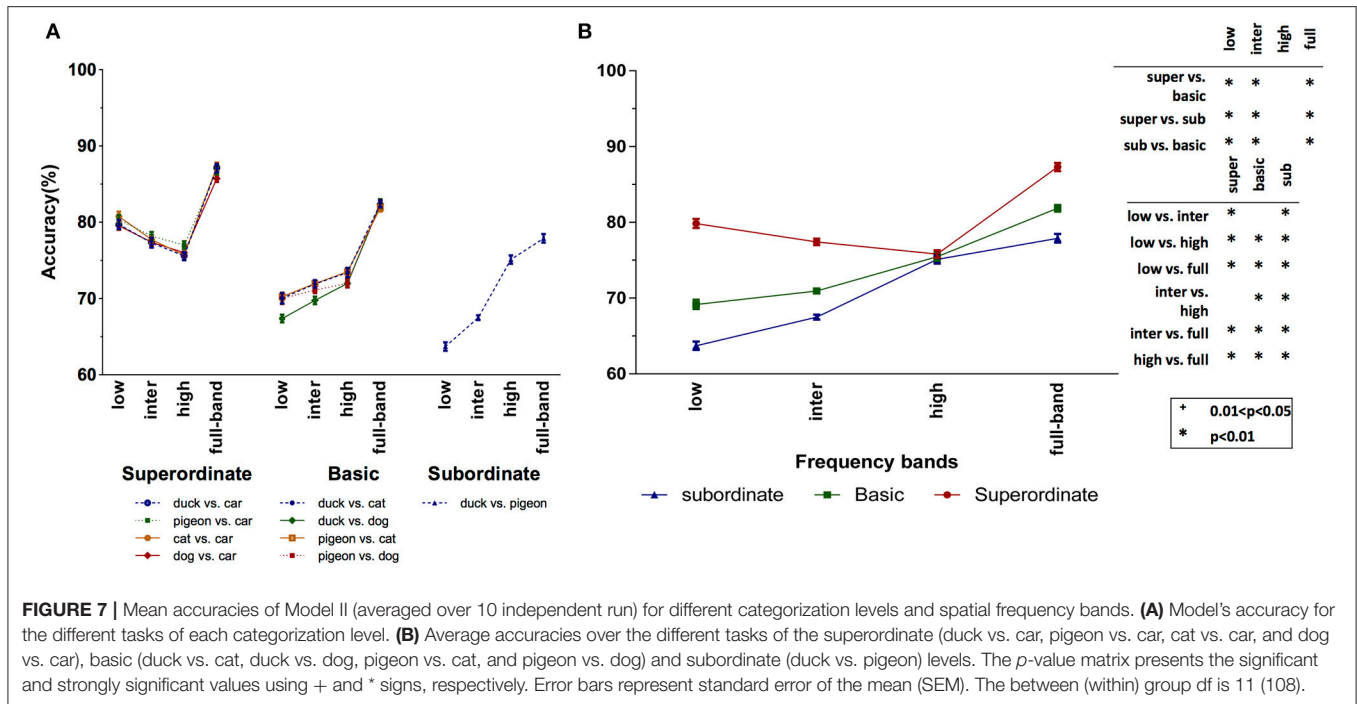 A
Accuracy(%)
100
90
80
70
60
low
inter
high
full-band
low
inter
high
full-band
low
inter
high
full-band
Superordinate
Basic
Subordinate
duck vs. car
pigeon vs. car
cat vs. car
dog vs. car
duck vs. cat
duck vs. dog
pigeon vs. cat
pigeon vs. dog
duck vs. pigeon
B
100
90
80
70
60
low
inter
high
full-band
Frequency bands
subordinate
Basic
Superordinate
low inter high full
super vs. basic * * *
super vs. sub * * *
sub vs. basic * * *
super basic sub
low vs. inter * *
low vs. high * * *
low vs. full * * *
inter vs. high * *
inter vs. full * * *
high vs. full * * *
+ 0.01<p<0.05
* p<0.01
FIGURE 7 | Mean accuracies of Model II (averaged over 10 independent run) for different categorization levels and spatial frequency bands. (A) Model's accuracy for
the different tasks of each categorization level. (B) Average accuracies over the different tasks of the superordinate (duck vs. car, pigeon vs. car, cat vs. car, and dog
vs. car), basic (duck vs. cat, duck vs. dog, pigeon vs. cat, and pigeon vs. dog) and subordinate (duck vs. pigeon) levels. The p-value matrix presents the significant
and strongly significant values using + and * signs, respectively. Error bars represent standard error of the mean (SEM). The between (within) group df is 11 (108).